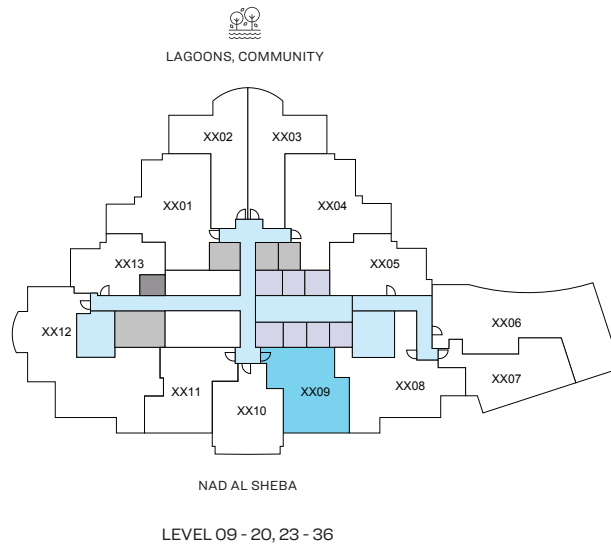 LAGOONS, COMMUNITY
XX02
XX03
XX01
XX04
XX13
XX05
XX12
XX06
XX11
XX10
XX09
XX08
XX07
NAD AL SHEBA
LEVEL 09 - 20, 23 - 36